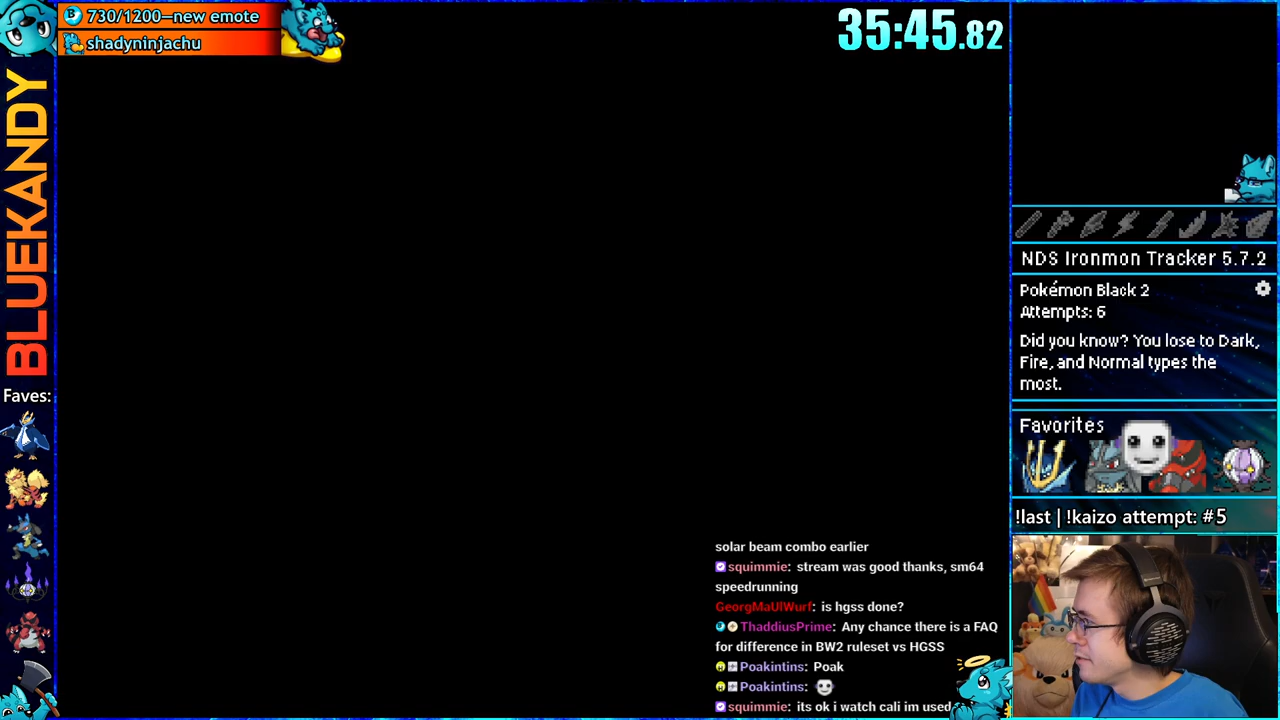 730/1200—new emote
shadyninjachu
35:45.82
BLUEKANDY
Faves:
NDS Ironmon Tracker 5.7.2
Pokémon Black 2
Attempts: 6
Did you know? You lose to Dark,
Fire, and Normal types the
most.
Favorites
!last | !kaizo attempt: #5
solar beam combo earlier
squimmie: stream was good thanks, sm64
speedrunning
GeorgMaUlWurf: is hgss done?
ThaddiusPrime: Any chance there is a FAQ
for difference in BW2 ruleset vs HGSS
Poakintins: Poak
Poakintins:
squimmie: its ok i watch cali im used